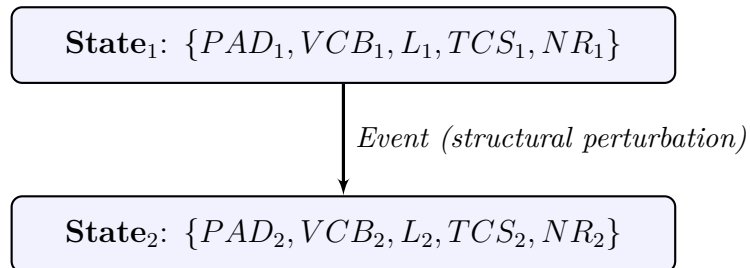 State₁: {PAD₁, VCB₁, L₁, TCS₁, NR₁}
Event (structural perturbation)
State₂: {PAD₂, VCB₂, L₂, TCS₂, NR₂}